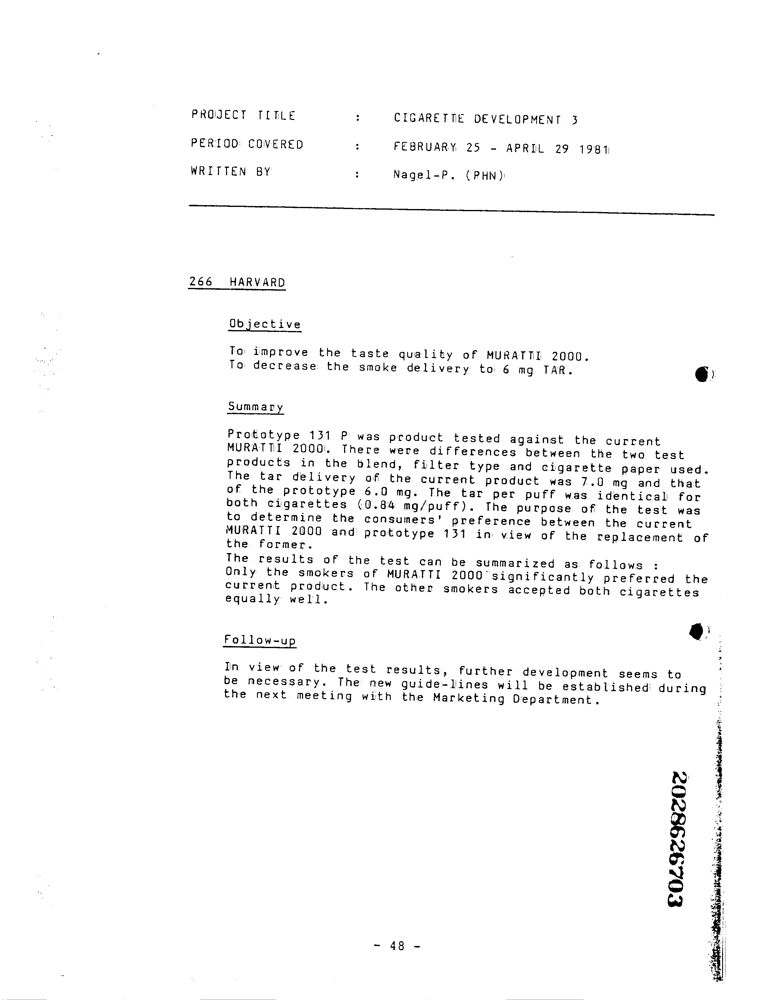 PROJECT TITLE : CIGARETTE DEVELOPMENT 3
PERIOD COVERED : FEBRUARY 25 - APRIL 29 1981
WRITTEN BY : Nagel-P. (PHN)
266 HARVARD
Objective
To improve the taste quality of MURATTI 2000.
To decrease the smoke delivery to 6 mg TAR.
Summary
Prototype 131 P was product tested against the current
MURATTI 2000. There were differences between the two test
products in the blend, filter type and cigarette paper used.
The tar delivery of the current product was 7.0 mg and that
of the prototype 6.0 mg. The tar per puff was identical for
both cigarettes (0.84 mg/puff). The purpose of the test was
to determine the consumers' preference between the current
MURATTI 2000 and prototype 131 in view of the replacement of
the former.
The results of the test can be summarized as follows :
Only the smokers of MURATTI 2000 significantly preferred the
current product. The other smokers accepted both cigarettes
equally well.
Follow-up
In view of the test results, further development seems to
be necessary. The new guide-lines will be established during
the next meeting with the Marketing Department.
2028626703
- 48 -